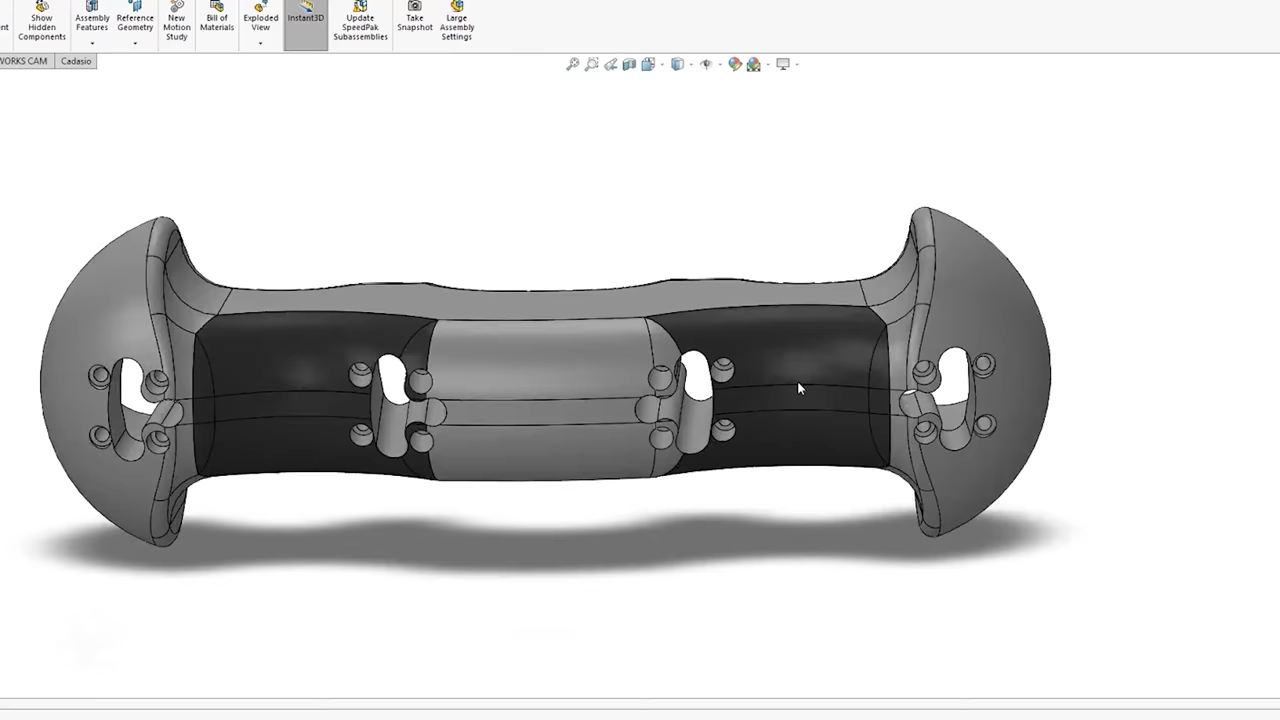 Show
Hidden
Components
Assembly
Features
Reference
Geometry
New
Motion
Study
Bill of
Materials
Exploded
View
Instant3D
Update
SpeedPak
Subassemblies
Take
Snapshot
Large
Assembly
Settings
WORKS CAM
Cadasio